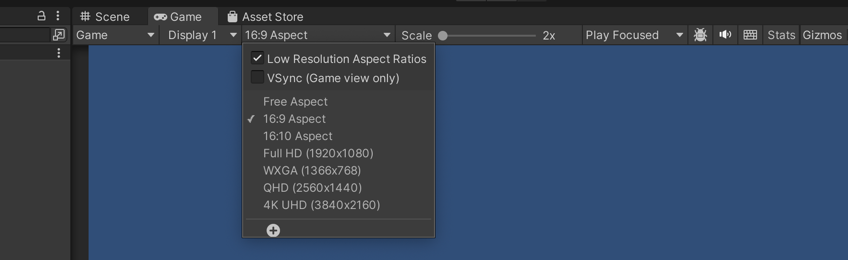 Scene Game Asset Store
Game Display 1 16:9 Aspect Scale 2x Play Focused Stats Gizmos
Low Resolution Aspect Ratios
VSync (Game view only)
Free Aspect
16:9 Aspect
16:10 Aspect
Full HD (1920x1080)
WXGA (1366x768)
QHD (2560x1440)
4K UHD (3840x2160)